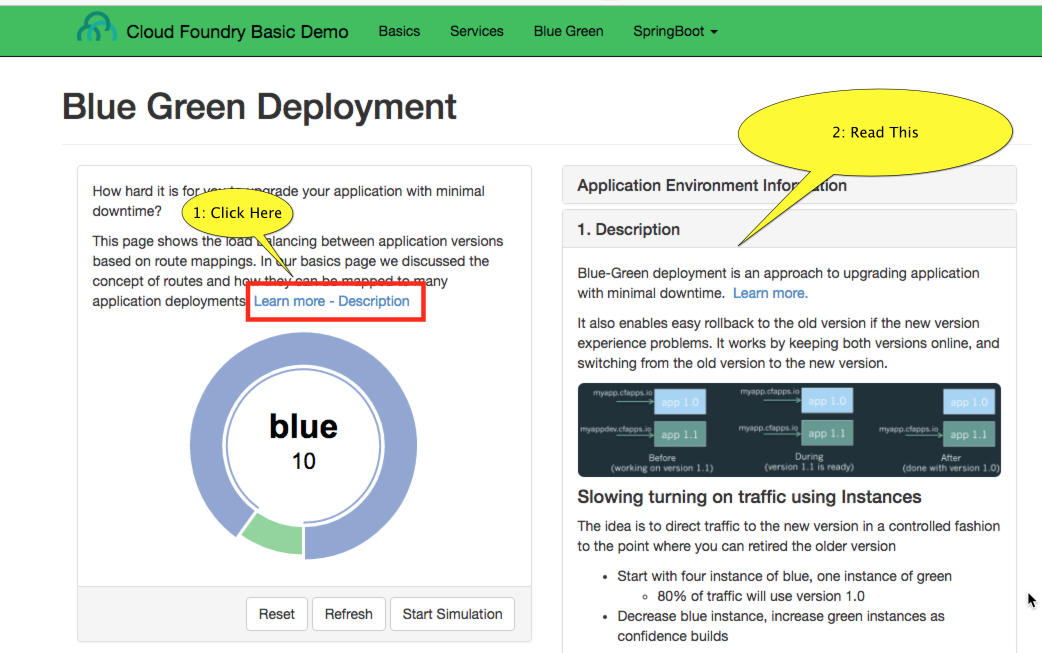 Cloud Foundry Basic Demo Basics Services Blue Green SpringBoot
Blue Green Deployment
How hard it is for you to upgrade your application with minimal
downtime?
1: Click Here
This page shows the load balancing between application versions
based on route mappings. In our basics page we discussed the
concept of routes and how they can be mapped to many
application deployments Learn more - Description
blue
10
Reset Refresh Start Simulation
2: Read This
Application Environment Information
1. Description
Blue-Green deployment is an approach to upgrading application
with minimal downtime. Learn more.
It also enables easy rollback to the old version if the new version
experience problems. It works by keeping both versions online, and
switching from the old version to the new version.
myapp.cfapps.io app 1.0 myapp.cfapps.io app 1.0 app 1.0
myappdev.cfapps.io app 1.1 myapp.cfapps.io app 1.1 myapp.cfapps.io app 1.1
Before During After
(working on version 1.1) (version 1.1 is ready) (done with version 1.0)
Slowing turning on traffic using Instances
The idea is to direct traffic to the new version in a controlled fashion
to the point where you can retired the older version
• Start with four instance of blue, one instance of green
◦ 80% of traffic will use version 1.0
• Decrease blue instance, increase green instances as
confidence builds